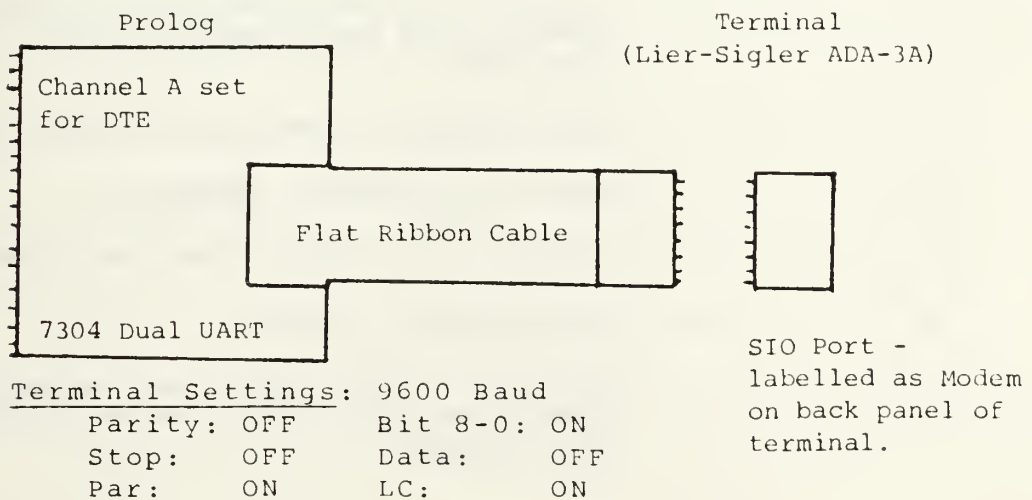 Prolog
Terminal
(Lier-Sigler ADA-3A)
Channel A set
for DTE
Flat Ribbon Cable
7304 Dual UART
SIO Port -
labelled as Modem
on back panel of
terminal.
Terminal Settings: 9600 Baud
Parity: OFF Bit 8-0: ON
Stop: OFF Data: OFF
Par: ON LC: ON